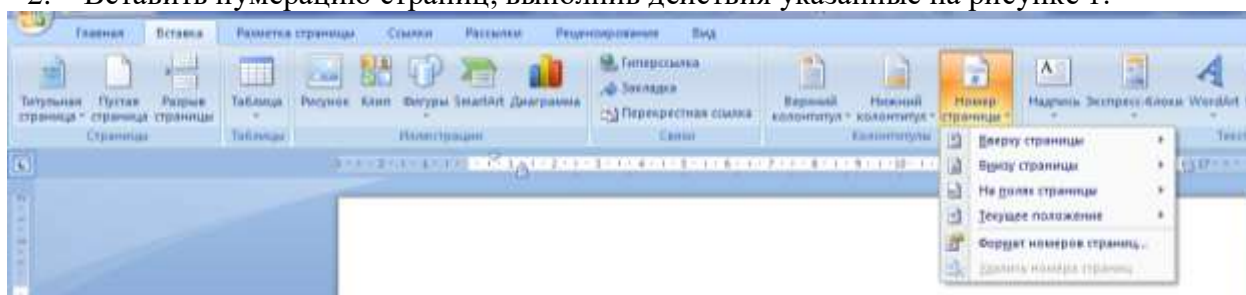 2. Вставить нумерацию страниц, выполнив действия указанные на рисунке 1.
Главная Вставка Разметка страницы Ссылки Рассылки Рецензирование Вид
Титульная страница Пустая страница Разрыв страницы
Таблица
Рисунок Клип Фигуры SmartArt Диаграмма
Гиперссылка
Закладка
Перекрестная ссылка
Верхний колонтитул Нижний колонтитул Номер страницы
Надпись Экспресс-блоки WordArt
Страницы Таблицы Иллюстрации Связи Колонтитулы Текст
Вверху страницы
Внизу страницы
На полях страницы
Текущее положение
Формат номеров страниц...
Удалить номера страниц